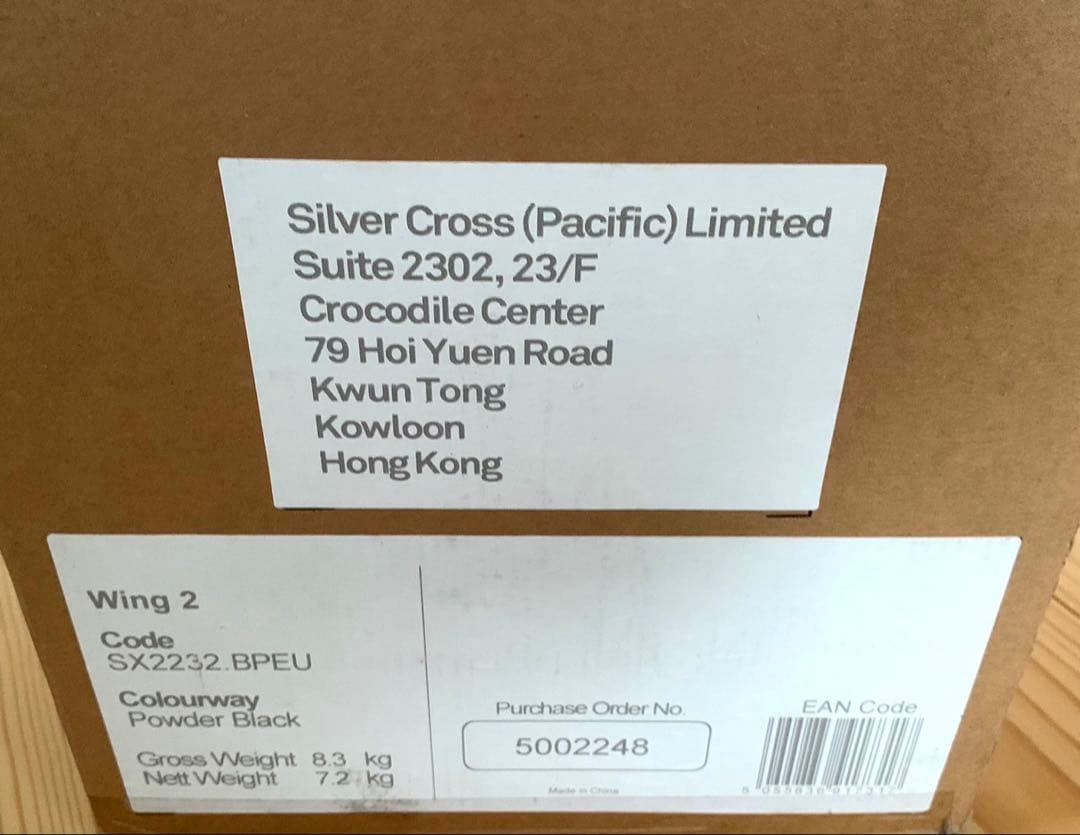 Silver Cross (Pacific) Limited
Suite 2302, 23/F
Crocodile Center
79 Hoi Yuen Road
Kwun Tong
Kowloon
Hong Kong
Wing 2
Code
SX2232.BPEU
Colourway
Powder Black
Gross Weight 8.3 kg
Nett Weight 7.2 kg
Purchase Order No.
5002248
Made in China
EAN Code